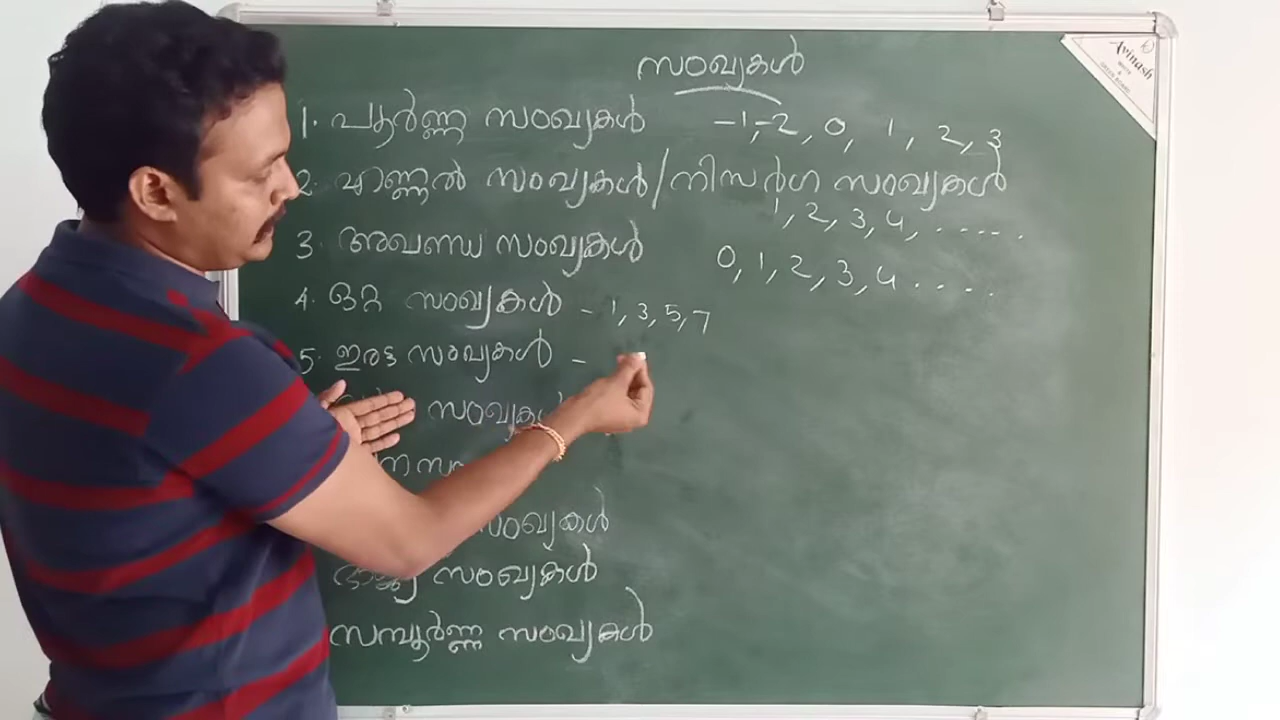 സംഖ്യകൾ
Avinash
1. പൂർണ്ണ സംഖ്യകൾ -1,-2, 0, 1, 2, 3
2. എണ്ണൽ സംഖ്യകൾ/നിസർഗ സംഖ്യകൾ
1, 2, 3, 4, .....
3. അഖണ്ഡ സംഖ്യകൾ 0, 1, 2, 3, 4 ....
4. ഒറ്റ സംഖ്യകൾ - 1, 3, 5, 7
5. ഇരട്ട സംഖ്യകൾ -
സംഖ്യകൾ
സംഖ്യകൾ
ഭാജ്യ സംഖ്യകൾ
സമ്പൂർണ്ണ സംഖ്യകൾ